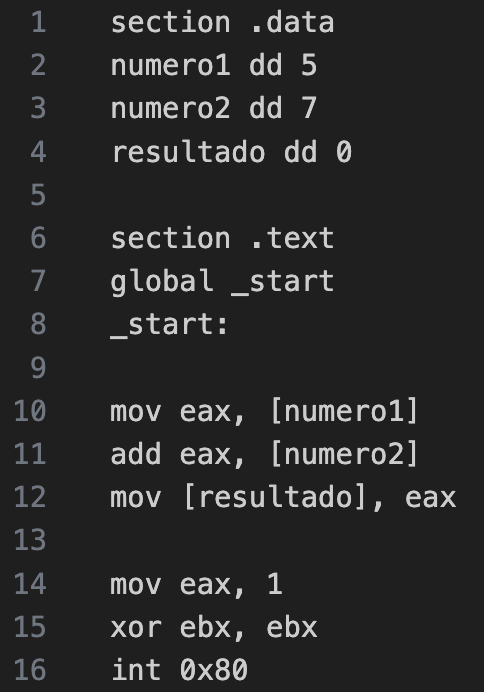 1 section .data
2 numero1 dd 5
3 numero2 dd 7
4 resultado dd 0
5
6 section .text
7 global _start
8 _start:
9
10 mov eax, [numero1]
11 add eax, [numero2]
12 mov [resultado], eax
13
14 mov eax, 1
15 xor ebx, ebx
16 int 0x80